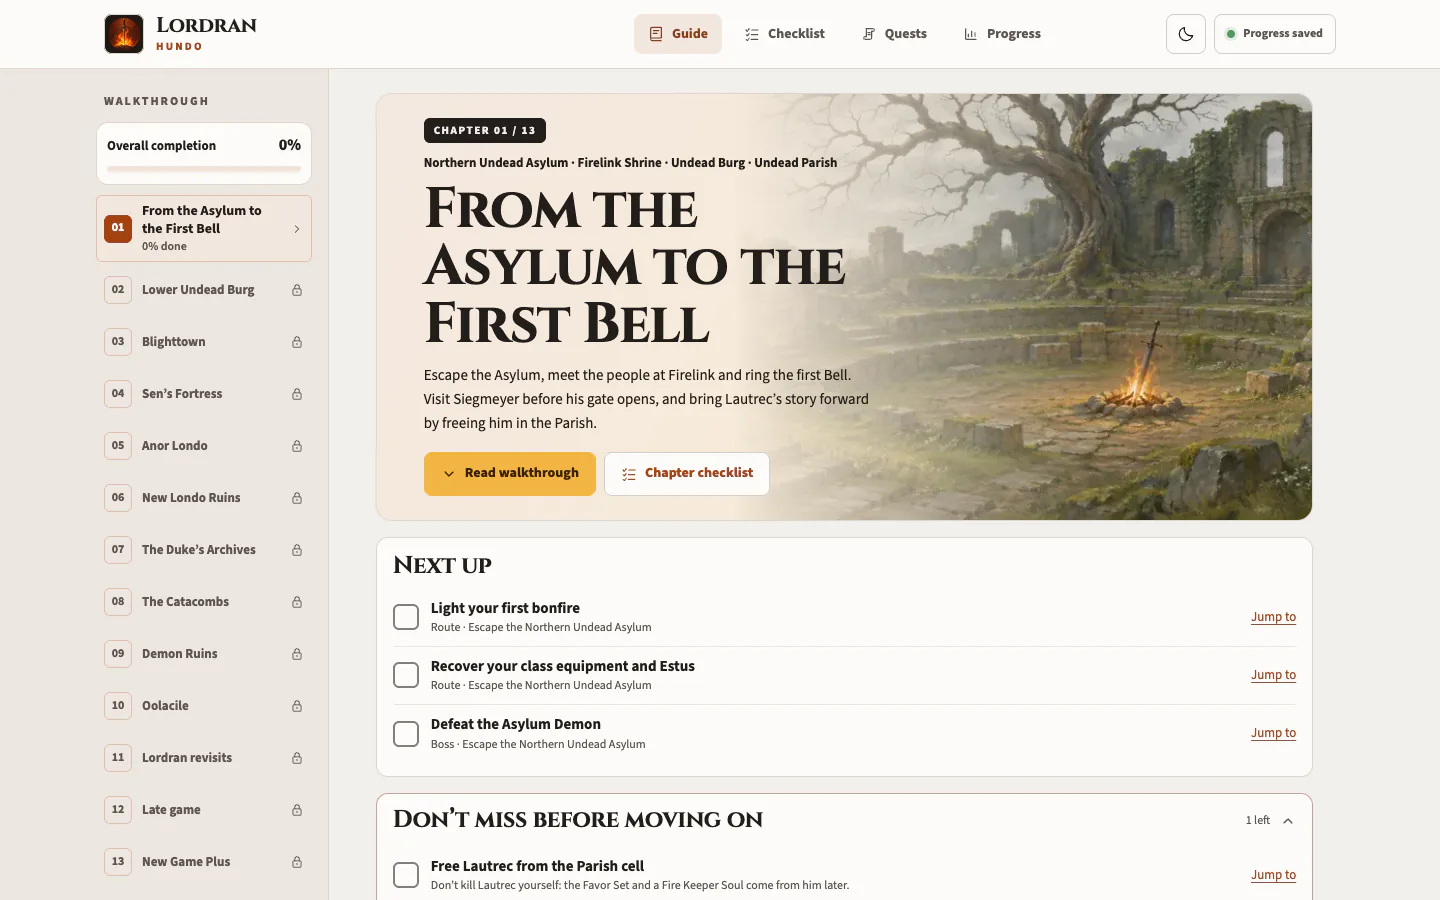 Lordran
HUNDO
Guide
Checklist
Quests
Progress
Progress saved
WALKTHROUGH
Overall completion 0%
01 From the Asylum to
the First Bell
0% done
02 Lower Undead Burg
03 Blighttown
04 Sen’s Fortress
05 Anor Londo
06 New Londo Ruins
07 The Duke’s Archives
08 The Catacombs
09 Demon Ruins
10 Oolacile
11 Lordran revisits
12 Late game
13 New Game Plus
CHAPTER 01 / 13
Northern Undead Asylum · Firelink Shrine · Undead Burg · Undead Parish
From the
Asylum to the
First Bell
Escape the Asylum, meet the people at Firelink and ring the first Bell.
Visit Siegmeyer before his gate opens, and bring Lautrec’s story forward
by freeing him in the Parish.
Read walkthrough
Chapter checklist
Next up
Light your first bonfire
Route · Escape the Northern Undead Asylum
Jump to
Recover your class equipment and Estus
Route · Escape the Northern Undead Asylum
Jump to
Defeat the Asylum Demon
Boss · Escape the Northern Undead Asylum
Jump to
Don’t miss before moving on
1 left
Free Lautrec from the Parish cell
Don’t kill Lautrec yourself: the Favor Set and a Fire Keeper Soul come from him later.
Jump to